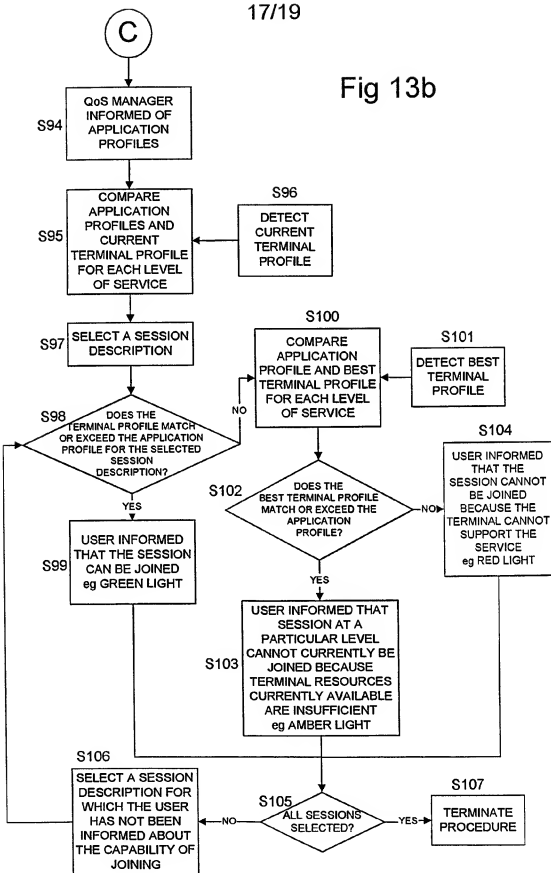 17/19
C
Fig 13b
S94
QoS MANAGER
INFORMED OF
APPLICATION
PROFILES
S95
COMPARE
APPLICATION
PROFILES AND
CURRENT
TERMINAL PROFILE
FOR EACH LEVEL
OF SERVICE
S96
DETECT
CURRENT
TERMINAL
PROFILE
S97
SELECT A SESSION
DESCRIPTION
S98
DOES THE
TERMINAL PROFILE MATCH
OR EXCEED THE APPLICATION
PROFILE FOR THE SELECTED
SESSION
DESCRIPTION?
NO
YES
S99
USER INFORMED
THAT THE SESSION
CAN BE JOINED
eg GREEN LIGHT
S100
COMPARE
APPLICATION
PROFILE AND BEST
TERMINAL PROFILE
FOR EACH LEVEL
OF SERVICE
S101
DETECT BEST
TERMINAL
PROFILE
S102
DOES THE
BEST TERMINAL PROFILE
MATCH OR EXCEED THE
APPLICATION
PROFILE?
NO
YES
S104
USER INFORMED
THAT THE
SESSION CANNOT
BE JOINED
BECAUSE THE
TERMINAL CANNOT
SUPPORT THE
SERVICE
eg RED LIGHT
S103
USER INFORMED THAT
SESSION AT A
PARTICULAR LEVEL
CANNOT CURRENTLY BE
JOINED BECAUSE
TERMINAL RESOURCES
CURRENTLY AVAILABLE
ARE INSUFFICIENT
eg AMBER LIGHT
S105
ALL SESSIONS
SELECTED?
NO
YES
S106
SELECT A SESSION
DESCRIPTION FOR
WHICH THE USER
HAS NOT BEEN
INFORMED ABOUT
THE CAPABILITY OF
JOINING
S107
TERMINATE
PROCEDURE